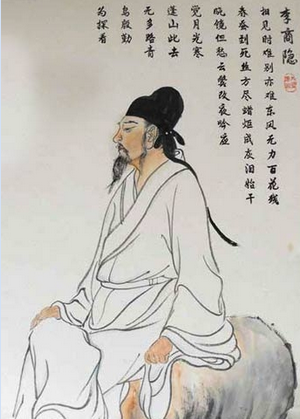 李商隐
相见时难别亦难东风无力百花残
春蚕到死丝方尽蜡炬成灰泪始干
晓镜但愁云鬓改夜吟应
觉月光寒
蓬山此去
无多路青
鸟殷勤
为探看